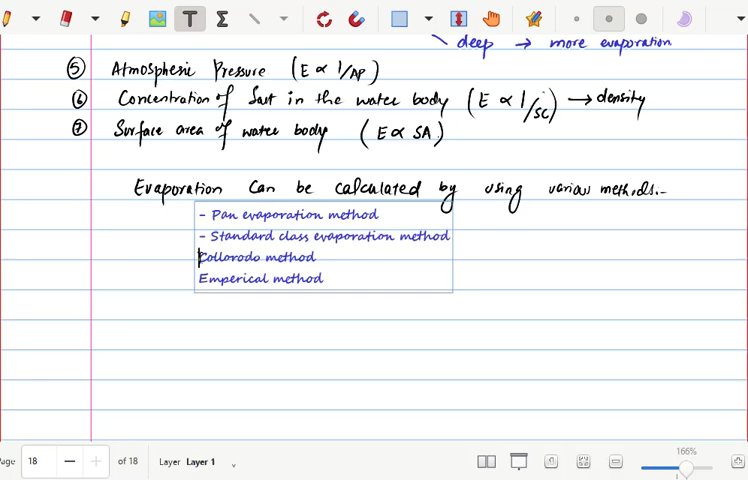 deep → more evaporation
⑤ Atmospheric Pressure (E ∝ 1/AP)
⑥ Concentration of Salt in the water body (E ∝ 1/SC) → density
⑦ Surface area of water body (E ∝ SA)
Evaporation can be calculated by using various methods.-
- Pan evaporation method
- Standard class evaporation method
Collorodo method
Emperical method
Page 18 of 18 Layer Layer 1
166%